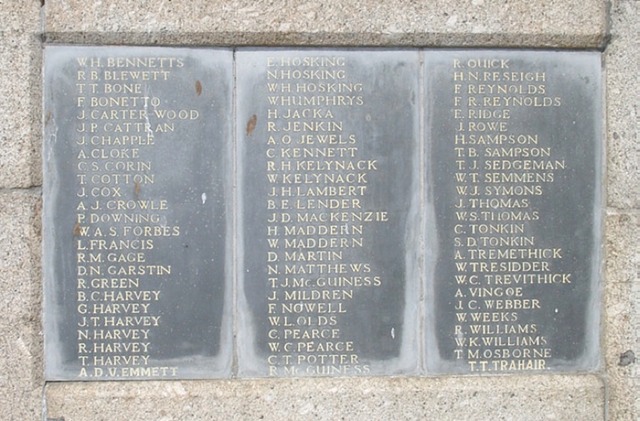 W.H. BENNETTS
R.B. BLEWETT
T.T. BONE
F. BONETTO
J. CARTER-WOOD
J.P. CATTRAN
J. CHAPPLE
A. CLOKE
C.S. CORIN
T. COTTON
J. COX
A.J. CROWLE
P. DOWNING
W.A.S. FORBES
L. FRANCIS
R.M. GAGE
D.N. GARSTIN
R. GREEN
B.C. HARVEY
G. HARVEY
J.T. HARVEY
N. HARVEY
R. HARVEY
T. HARVEY
A.D.V. EMMETT
E. HOSKING
N. HOSKING
W.H. HOSKING
W. HUMPHRYS
H. JACKA
R. JENKIN
A.O. JEWELS
C. KENNETT
R.H. KELYNACK
W. KELYNACK
J.H. LAMBERT
B.E. LENDER
J.D. MACKENZIE
H. MADDERN
W. MADDERN
D. MARTIN
N. MATTHEWS
T.J. McGUINESS
J. MILDREN
F. NOWELL
W.L. OLDS
C. PEARCE
W.C. PEARCE
C.T. POTTER
R. McGUINESS
R. QUICK
H.N. RESEIGH
F. REYNOLDS
F.R. REYNOLDS
E. RIDGE
J. ROWE
H. SAMPSON
T.B. SAMPSON
T.J. SEDGEMAN
W.T. SEMMENS
W.J. SYMONS
J. THOMAS
W.S. THOMAS
C. TONKIN
S.D. TONKIN
A. TREMETHICK
W. TRESIDDER
W.C. TREVITHICK
A. VINGOE
J.C. WEBBER
W. WEEKS
R. WILLIAMS
W.K. WILLIAMS
T.M. OSBORNE
T.T. TRAHAIR